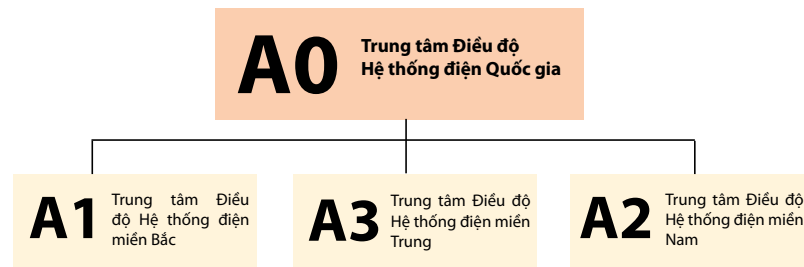 A0
Trung tâm Điều độ
Hệ thống điện Quốc gia
A1
Trung tâm Điều
độ Hệ thống điện
miền Bắc
A3
Trung tâm Điều độ
Hệ thống điện miền
Trung
A2
Trung tâm Điều độ
Hệ thống điện miền
Nam